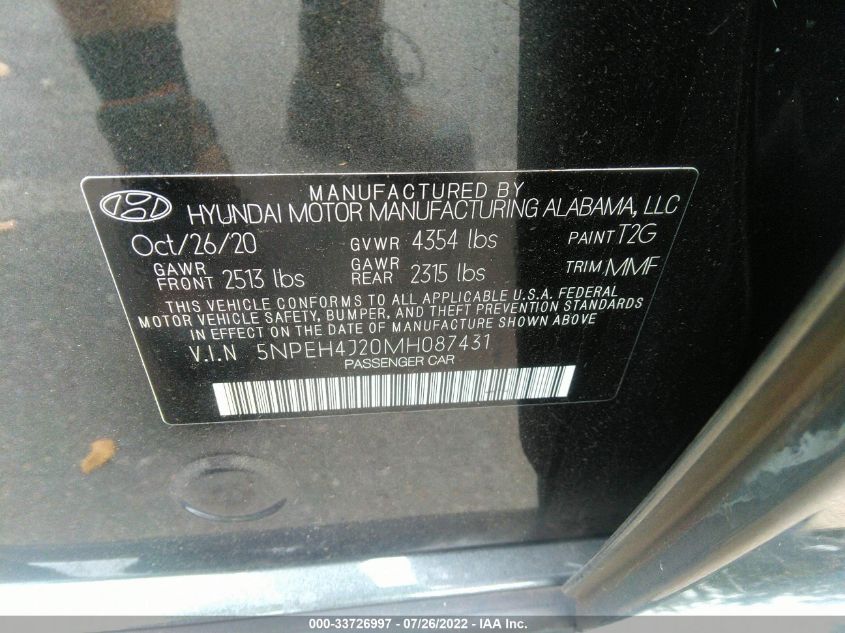 MANUFACTURED BY
HYUNDAI MOTOR MANUFACTURING ALABAMA, LLC
Oct/26/20 GVWR 4354 lbs PAINT T2G
GAWR FRONT 2513 lbs GAWR REAR 2315 lbs TRIM MMF
THIS VEHICLE CONFORMS TO ALL APPLICABLE U.S.A. FEDERAL
MOTOR VEHICLE SAFETY, BUMPER, AND THEFT PREVENTION STANDARDS
IN EFFECT ON THE DATE OF MANUFACTURE SHOWN ABOVE
V.I.N 5NPEH4J20MH087431
PASSENGER CAR
000-33726997 - 07/26/2022 - IAA Inc.